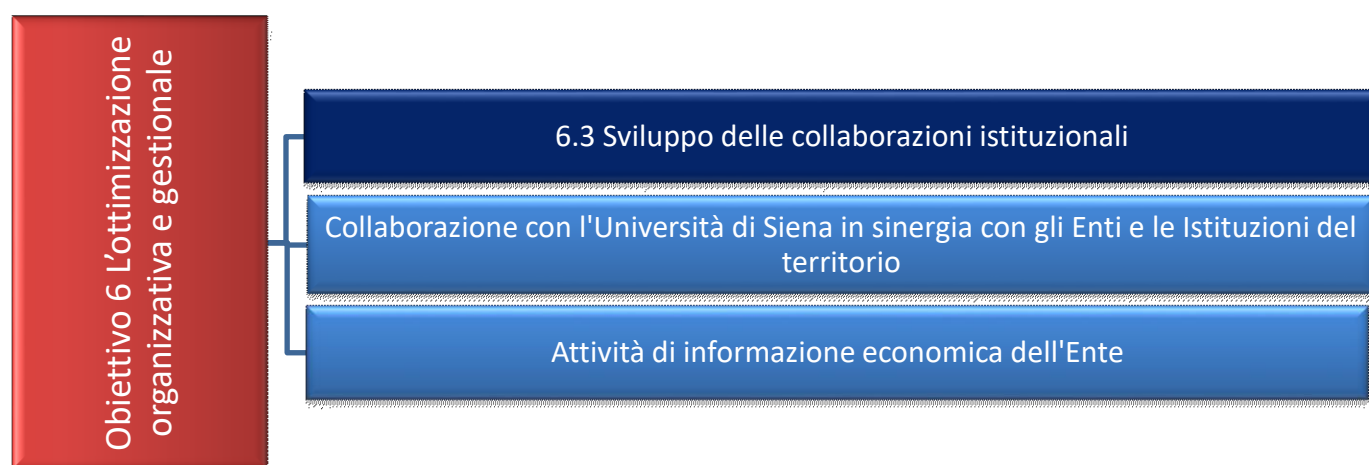 Obiettivo 6 L’ottimizzazione
organizzativa e gestionale
6.3 Sviluppo delle collaborazioni istituzionali
Collaborazione con l'Università di Siena in sinergia con gli Enti e le Istituzioni del
territorio
Attività di informazione economica dell'Ente